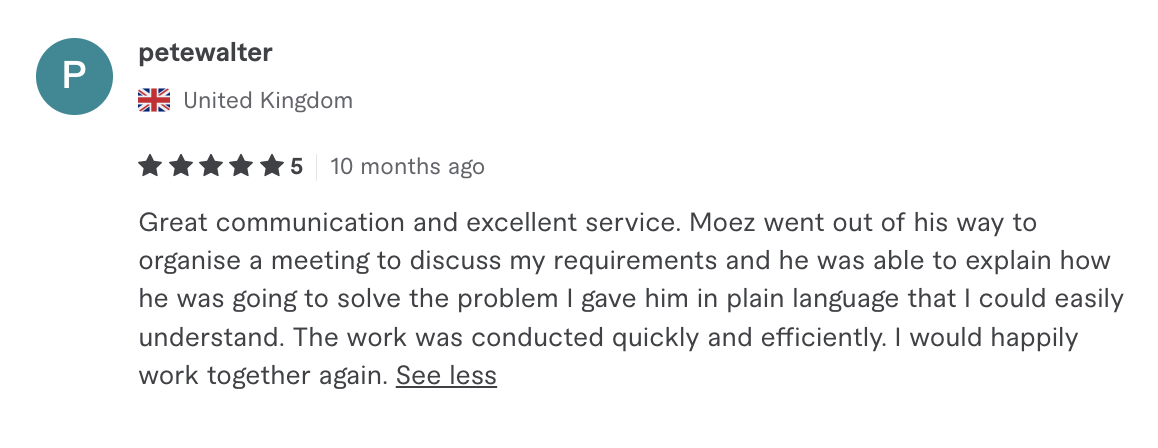 P
petewalter
United Kingdom
5 10 months ago
Great communication and excellent service. Moez went out of his way to
organise a meeting to discuss my requirements and he was able to explain how
he was going to solve the problem I gave him in plain language that I could easily
understand. The work was conducted quickly and efficiently. I would happily
work together again. See less